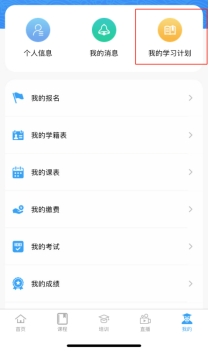 个人信息 我的消息 我的学习计划
我的报名
我的学籍表
我的课表
我的缴费
我的考试
我的成绩
首页 课程 培训 直播 我的